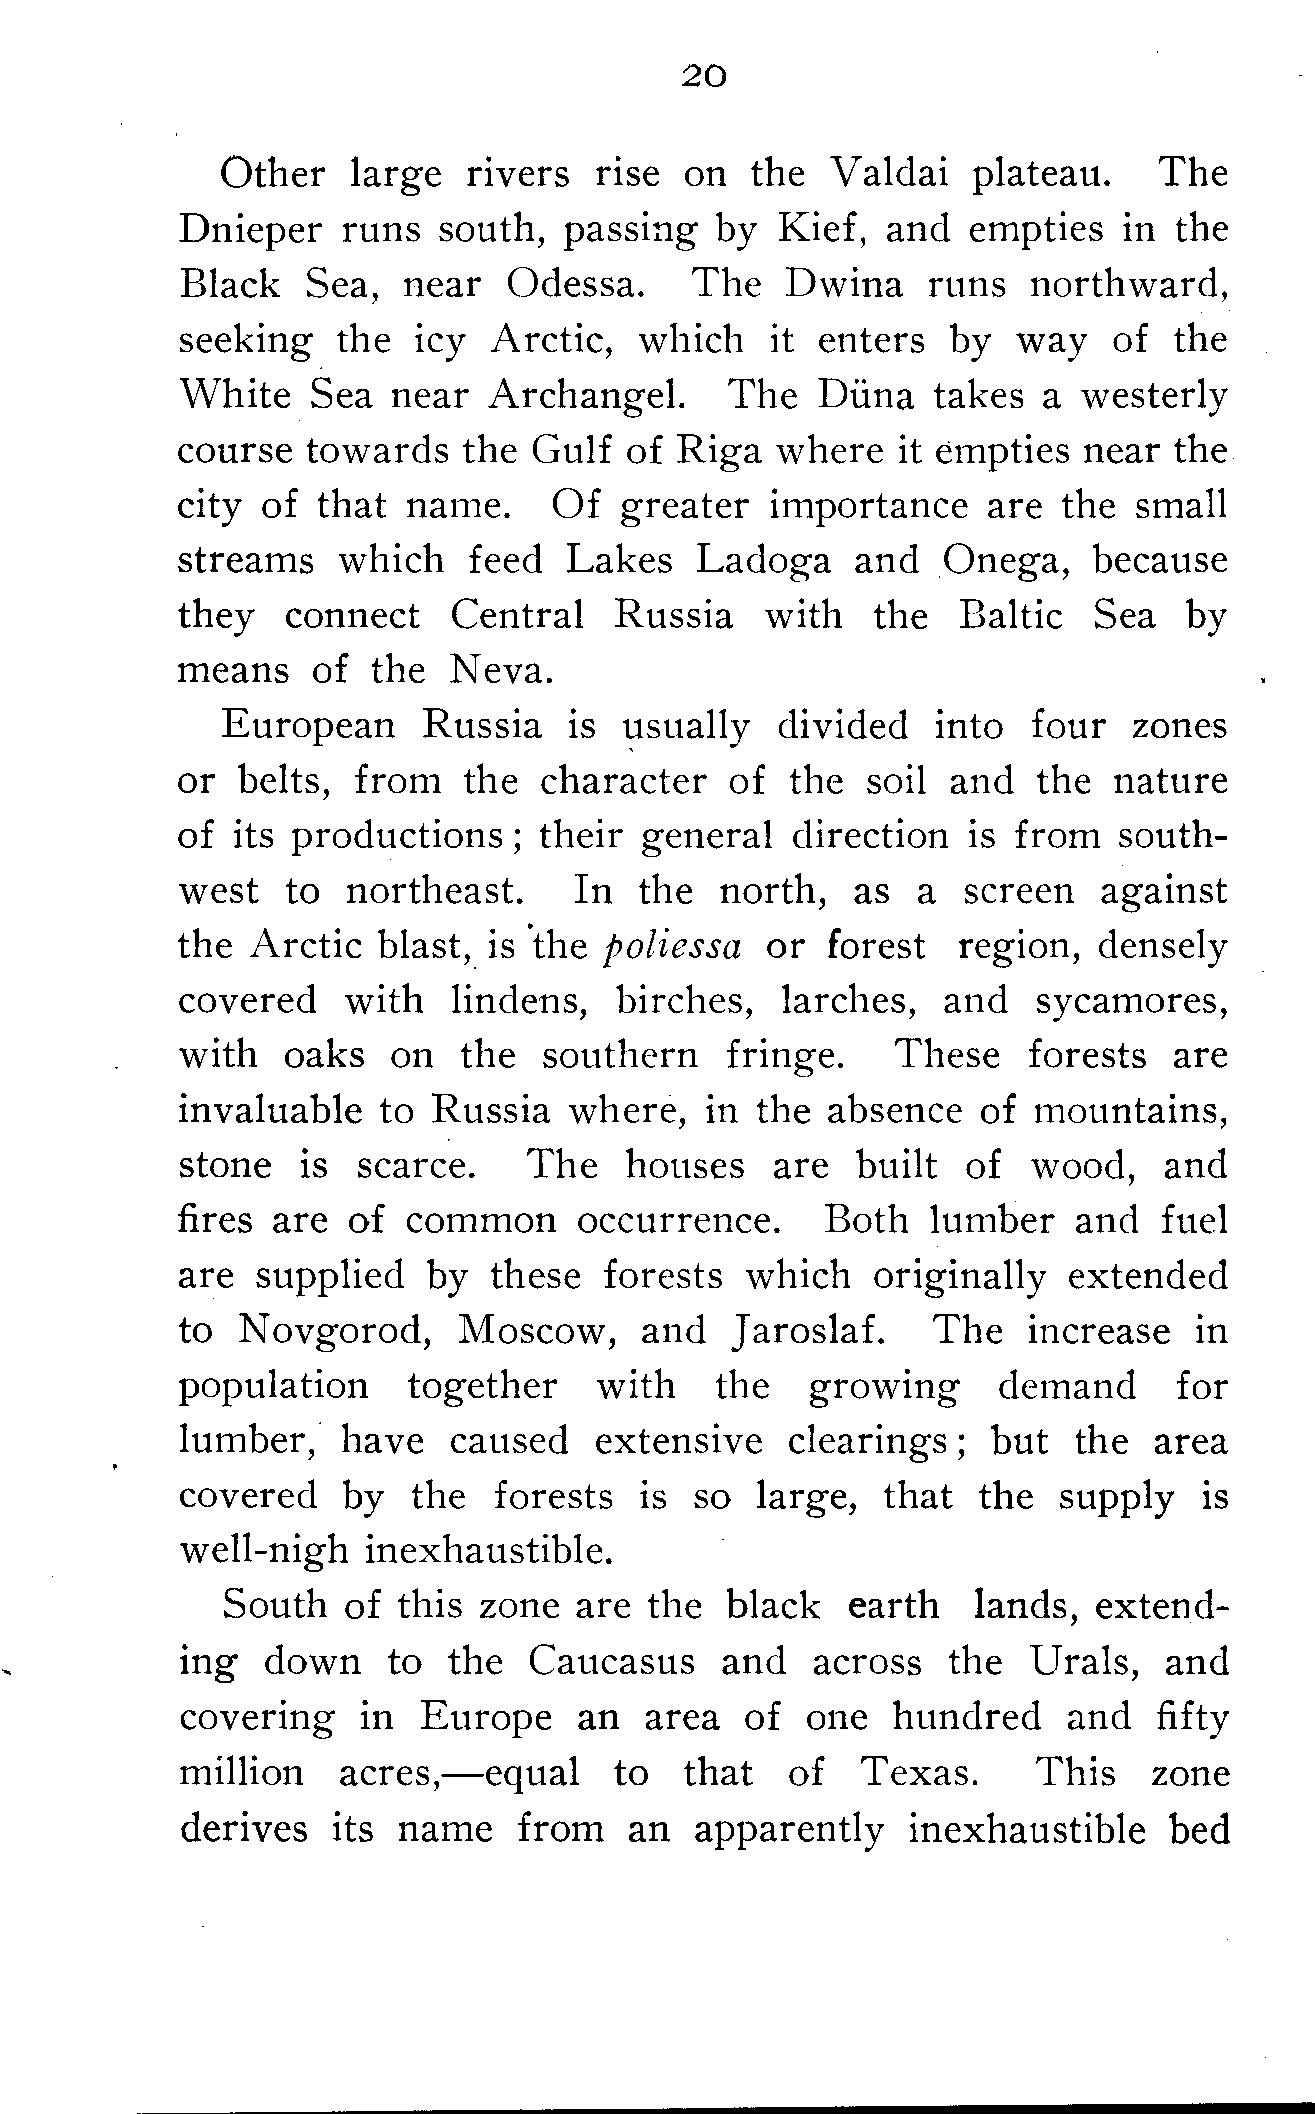 20
Other large rivers rise on the Valdai plateau. The
Dnieper runs south, passing by Kief, and empties in the
Black Sea, near Odessa. The Dwina runs northward,
seeking the icy Arctic, which it enters by way of the
White Sea near Archangel. The Düna takes a westerly
course towards the Gulf of Riga where it empties near the
city of that name. Of greater importance are the small
streams which feed Lakes Ladoga and Onega, because
they connect Central Russia with the Baltic Sea by
means of the Neva.
European Russia is usually divided into four zones
or belts, from the character of the soil and the nature
of its productions; their general direction is from south-
west to northeast. In the north, as a screen against
the Arctic blast, is the poliessa or forest region, densely
covered with lindens, birches, larches, and sycamores,
with oaks on the southern fringe. These forests are
invaluable to Russia where, in the absence of mountains,
stone is scarce. The houses are built of wood, and
fires are of common occurrence. Both lumber and fuel
are supplied by these forests which originally extended
to Novgorod, Moscow, and Jaroslaf. The increase in
population together with the growing demand for
lumber, have caused extensive clearings; but the area
covered by the forests is so large, that the supply is
well-nigh inexhaustible.
South of this zone are the black earth lands, extend-
ing down to the Caucasus and across the Urals, and
covering in Europe an area of one hundred and fifty
million acres,—equal to that of Texas. This zone
derives its name from an apparently inexhaustible bed